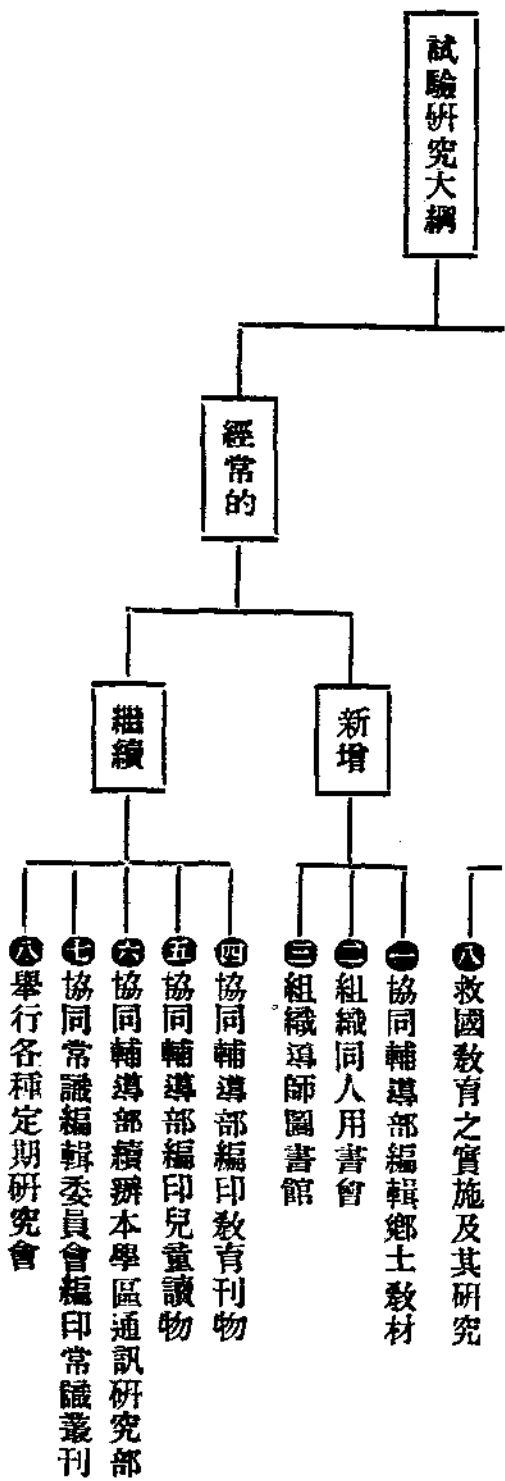 試驗研究大綱
經常的
新增
繼續
八救國教育之實施及其研究
一協同輔導部編輯鄉土教材
二組織同人用書會
三組織導師圖書館
四協同輔導部編印教育刊物
五協同輔導部編印兒童讀物
六協同輔導部續辦本學區通訊研究部
七協同常識編輯委員會編印常識叢刊
八舉行各種定期研究會